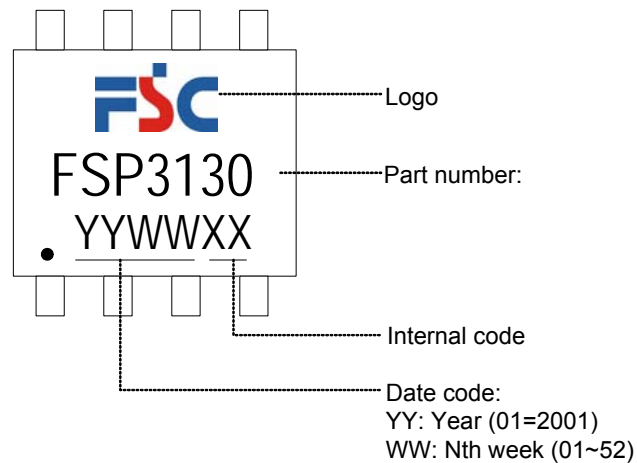 FSC
Logo
FSP3130
Part number:
YYWWXX
Internal code
Date code:
YY: Year (01=2001)
WW: Nth week (01~52)